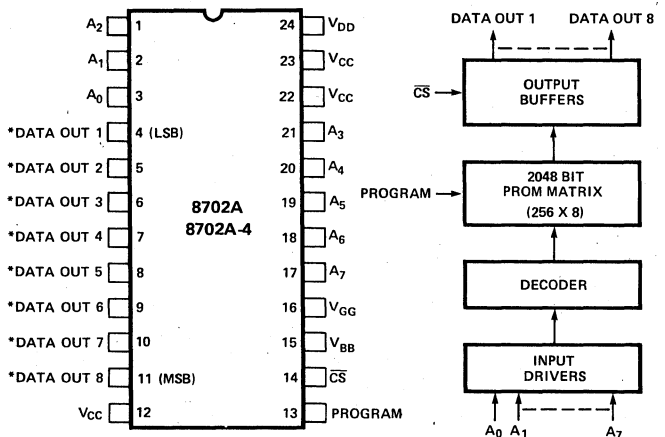 A2 1
A1 2
A0 3
*DATA OUT 1 4 (LSB)
*DATA OUT 2 5
*DATA OUT 3 6
*DATA OUT 4 7
*DATA OUT 5 8
*DATA OUT 6 9
*DATA OUT 7 10
*DATA OUT 8 11 (MSB)
VCC 12
8702A
8702A-4
24 VDD
23 VCC
22 VCC
21 A3
20 A4
19 A5
18 A6
17 A7
16 VGG
15 VBB
14 CS
13 PROGRAM
DATA OUT 1 DATA OUT 8
CS
OUTPUT
BUFFERS
PROGRAM
2048 BIT
PROM MATRIX
(256 X 8)
DECODER
INPUT
DRIVERS
A0 A1 A7